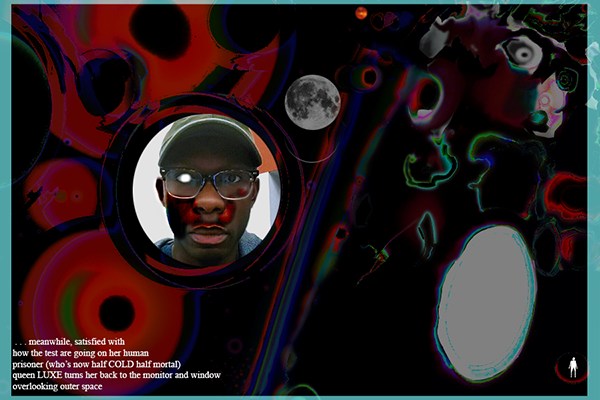 . . . meanwhile, satisfied with
how the test are going on her human
prisoner (who's now half COLD half mortal)
queen LUXE turns her back to the monitor and window
overlooking outer space